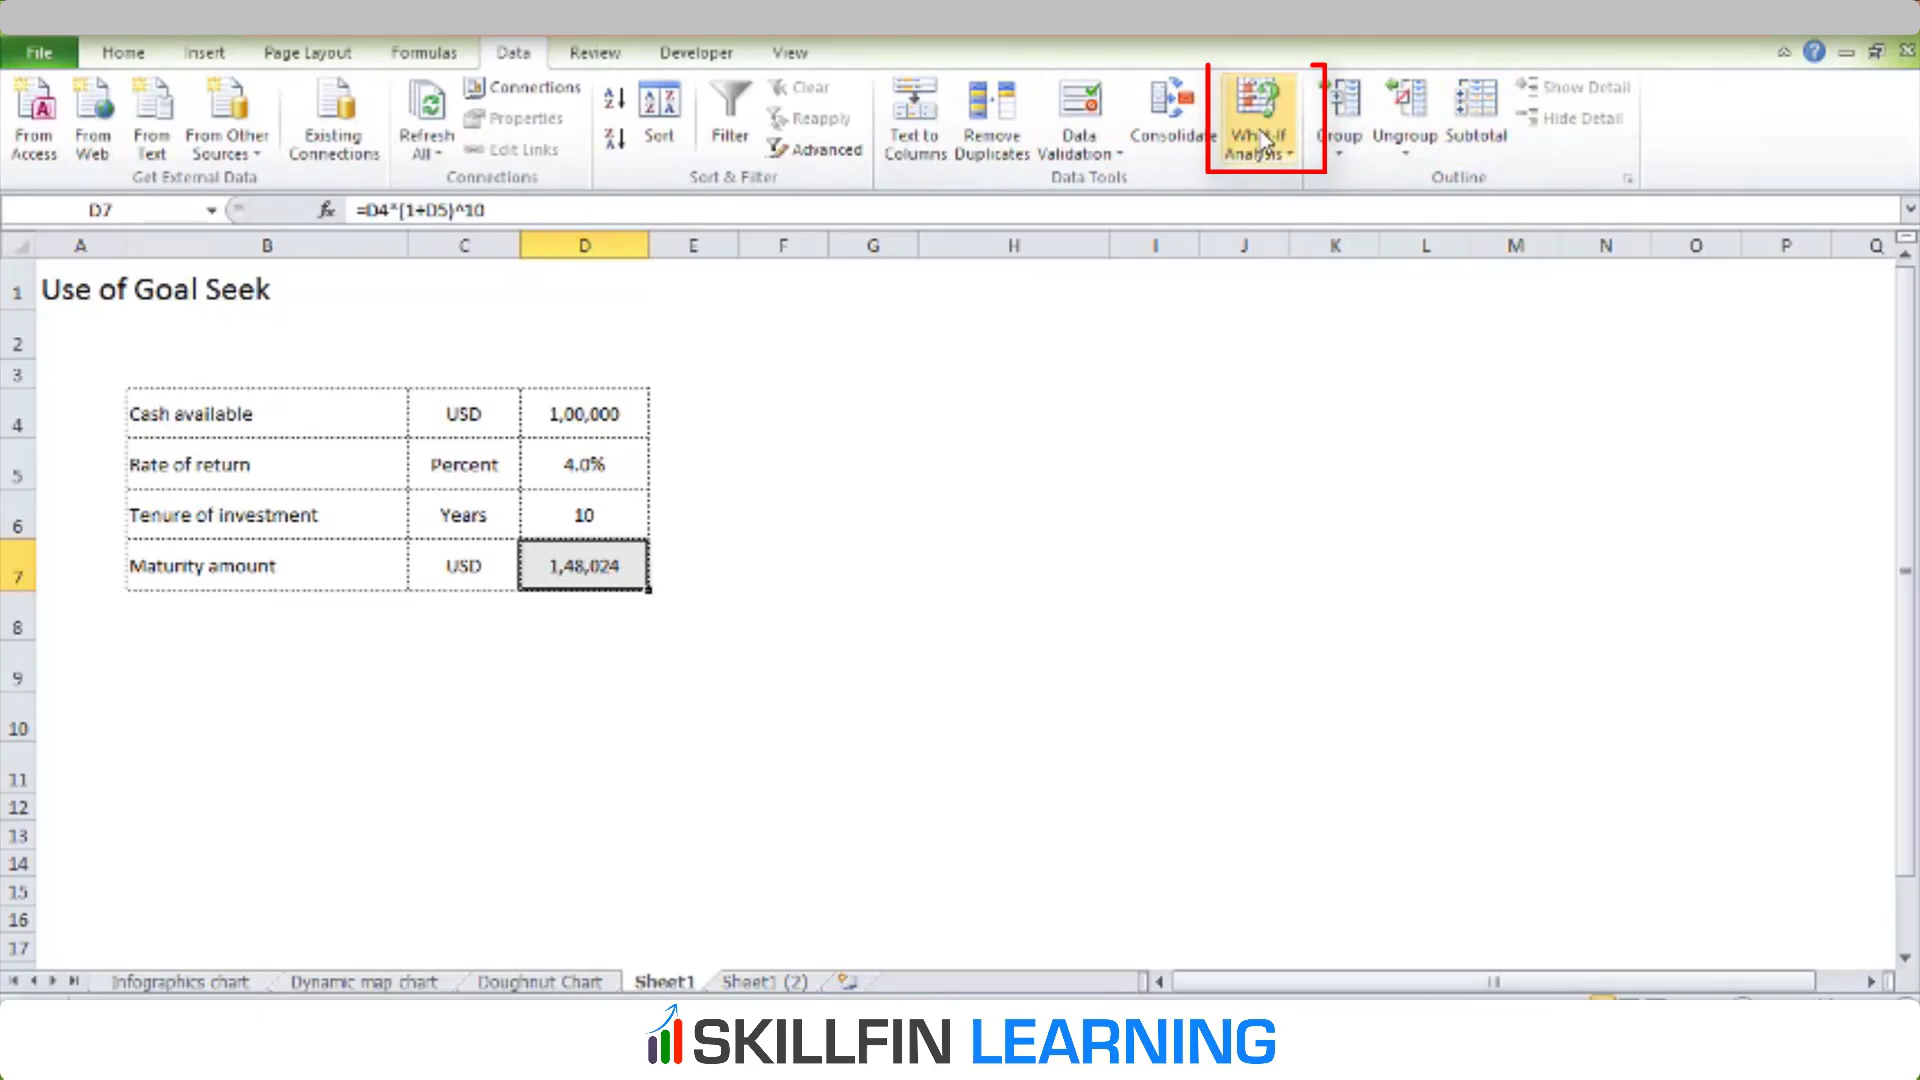 File Home Insert Page Layout Formulas Data Review Developer View
From Access From Web From Text From Other Sources Existing Connections Refresh All Connections Properties Edit Links Sort Filter Clear Reapply Advanced Text to Columns Remove Duplicates Data Validation Consolidate What-If Analysis Group Ungroup Subtotal Show Detail Hide Detail
Get External Data Connections Sort & Filter Data Tools Outline
D7 fx =D4*(1+D5)^10
A B C D E F G H I J K L M N O P Q
1 Use of Goal Seek
2
3
4 Cash available USD 1,00,000
5 Rate of return Percent 4.0%
6 Tenure of investment Years 10
7 Maturity amount USD 1,48,024
8
9
10
11
12
13
14
15
16
17
Infographics chart Dynamic map chart Doughnut Chart Sheet1 Sheet1 (2)
SKILLFIN LEARNING